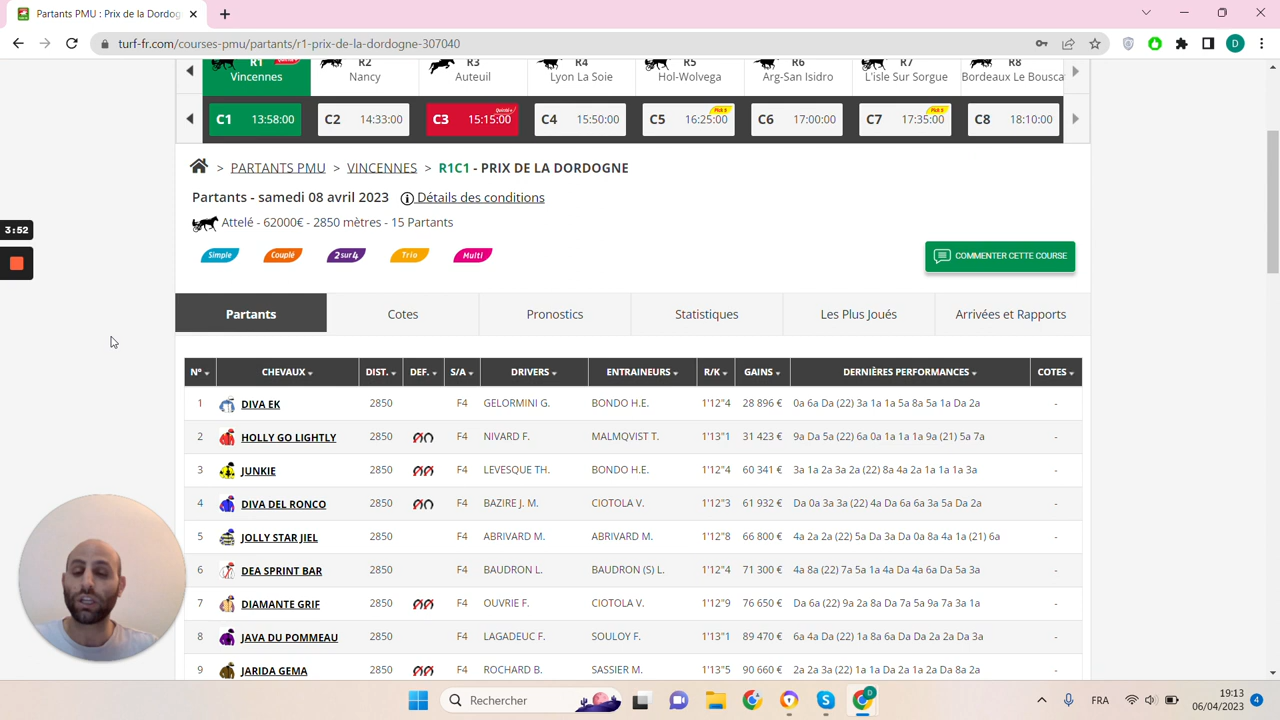 Partants PMU : Prix de la Dordog
turf-fr.com/courses-pmu/partants/r1-prix-de-la-dordogne-307040
D
R1 R2 R3 R4 R5 R6 R7 R8
Vincennes Nancy Auteuil Lyon La Soie Hol-Wolvega Arg-San Isidro L'isle Sur Sorgue Bordeaux Le Bousca
C1 13:58:00 C2 14:33:00 C3 15:15:00 Quinté+ C4 15:50:00 C5 16:25:00 Pick 5 C6 17:00:00 C7 17:35:00 Pick 5 C8 18:10:00
> PARTANTS PMU > VINCENNES > R1C1 - PRIX DE LA DORDOGNE
Partants - samedi 08 avril 2023 Détails des conditions
Attelé - 62000€ - 2850 mètres - 15 Partants
3:52
Simple Couplé 2sur4 Trio Multi
COMMENTER CETTE COURSE
Partants Cotes Pronostics Statistiques Les Plus Joués Arrivées et Rapports
N° CHEVAUX DIST. DEF. S/A DRIVERS ENTRAINEURS R/K GAINS DERNIÈRES PERFORMANCES COTES
1 DIVA EK 2850 F4 GELORMINI G. BONDO H.E. 1'12"4 28 896 € 0a 6a Da (22) 3a 1a 1a 5a 8a 5a 1a Da 2a -
2 HOLLY GO LIGHTLY 2850 F4 NIVARD F. MALMQVIST T. 1'13"1 31 423 € 9a Da 5a (22) 6a 0a 1a 1a 1a 9a (21) 5a 7a -
3 JUNKIE 2850 F4 LEVESQUE TH. BONDO H.E. 1'12"4 60 341 € 3a 1a 2a 3a 2a (22) 8a 4a 2a 1a 1a 1a 3a -
4 DIVA DEL RONCO 2850 F4 BAZIRE J. M. CIOTOLA V. 1'12"3 61 932 € Da 0a 3a 3a (22) 4a Da 6a 6a 3a 5a Da 2a -
5 JOLLY STAR JIEL 2850 F4 ABRIVARD M. ABRIVARD M. 1'12"8 66 800 € 4a 2a 2a (22) 5a Da 3a Da 0a 8a 4a 1a (21) 6a -
6 DEA SPRINT BAR 2850 F4 BAUDRON L. BAUDRON (S) L. 1'12"4 71 300 € 4a 8a (22) 7a 5a 1a 4a Da 4a 6a Da 5a 3a -
7 DIAMANTE GRIF 2850 F4 OUVRIE F. CIOTOLA V. 1'12"9 76 650 € Da 6a (22) 9a 2a 8a Da 7a 5a 9a 7a 3a 1a -
8 JAVA DU POMMEAU 2850 F4 LAGADEUC F. SOULOY F. 1'13"1 89 470 € 6a 4a Da (22) 1a 8a 6a Da Da 2a 2a Da 3a -
9 JARIDA GEMA 2850 F4 ROCHARD B. SASSIER M. 1'13"5 90 660 € 2a 2a 3a (22) 1a 1a Da 2a 1a 2a Da 8a 2a -
Rechercher
FRA
19:13
06/04/2023
4